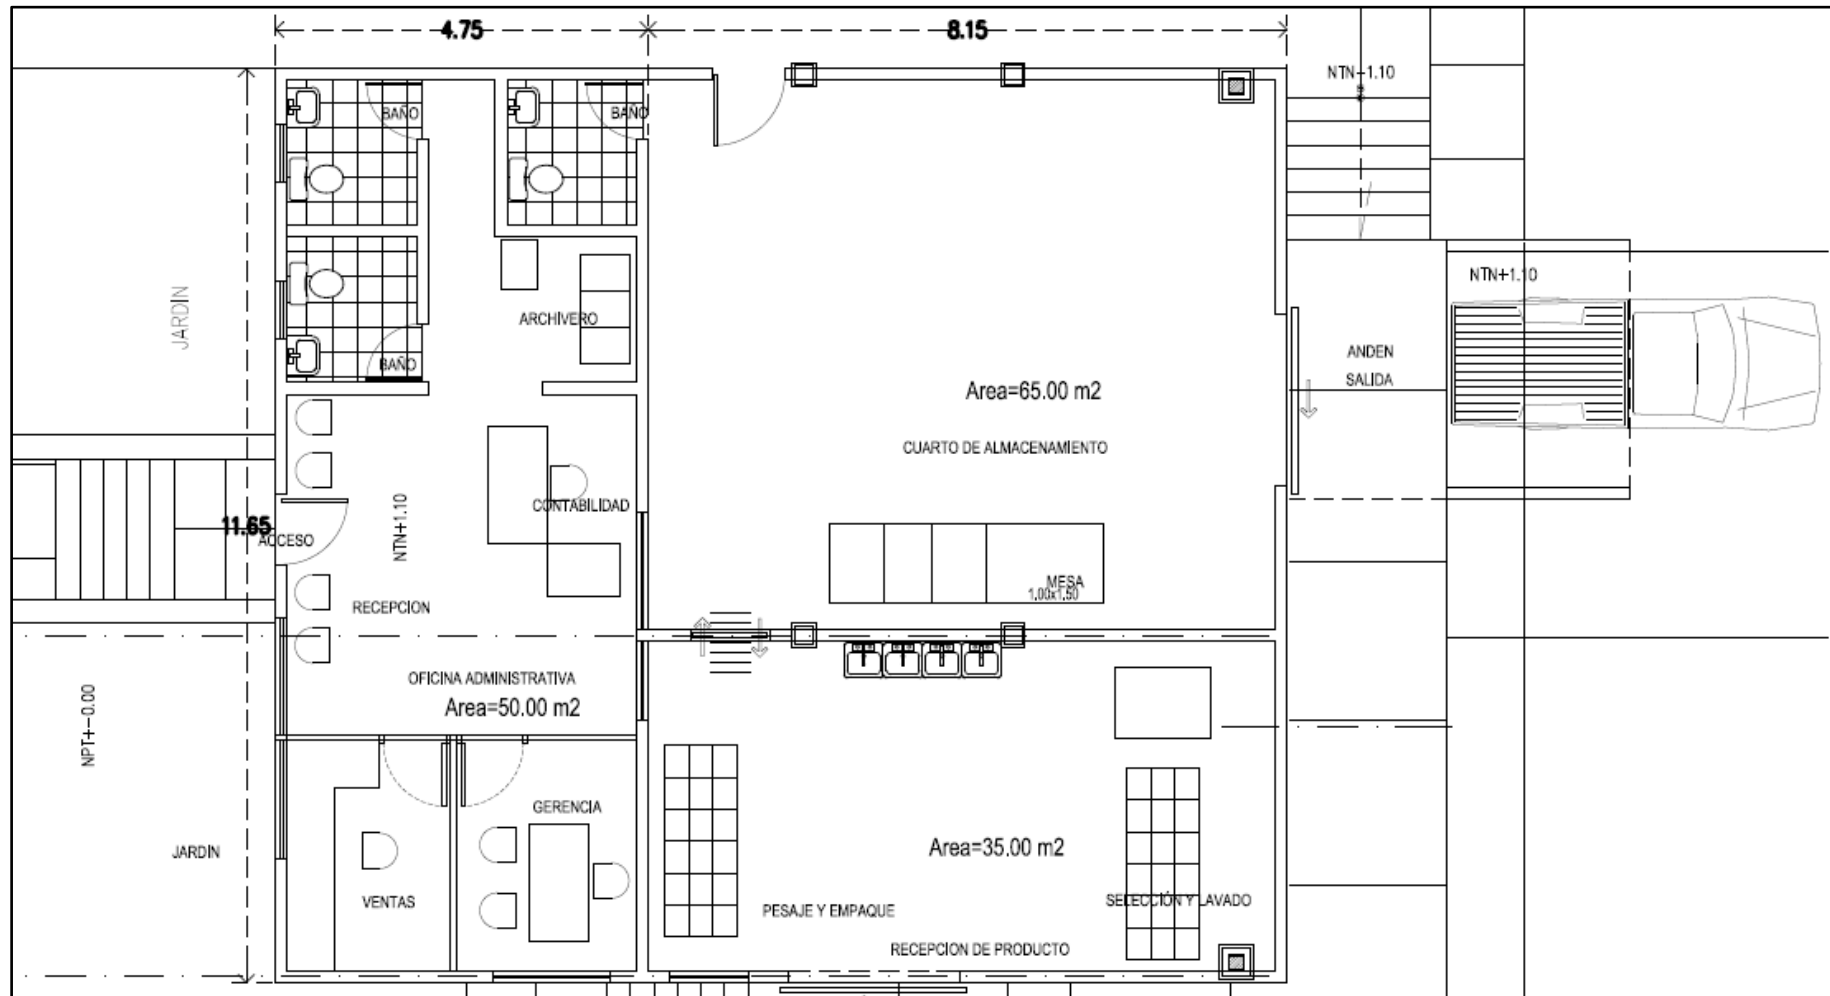 4.75
8.15
NTN-1.10
BAÑO
BAÑO
NTN+1.10
JARDIN
ARCHIVERO
ANDEN
SALIDA
BAÑO
Area=65.00 m2
CUARTO DE ALMACENAMIENTO
CONTABILIDAD
NTN+1.10
11.65
ACCESO
MESA
1.00x1.50
RECEPCION
OFICINA ADMINISTRATIVA
Area=50.00 m2
NPT+-0.00
GERENCIA
JARDIN
Area=35.00 m2
VENTAS
PESAJE Y EMPAQUE
SELECCIÓN Y LAVADO
RECEPCION DE PRODUCTO